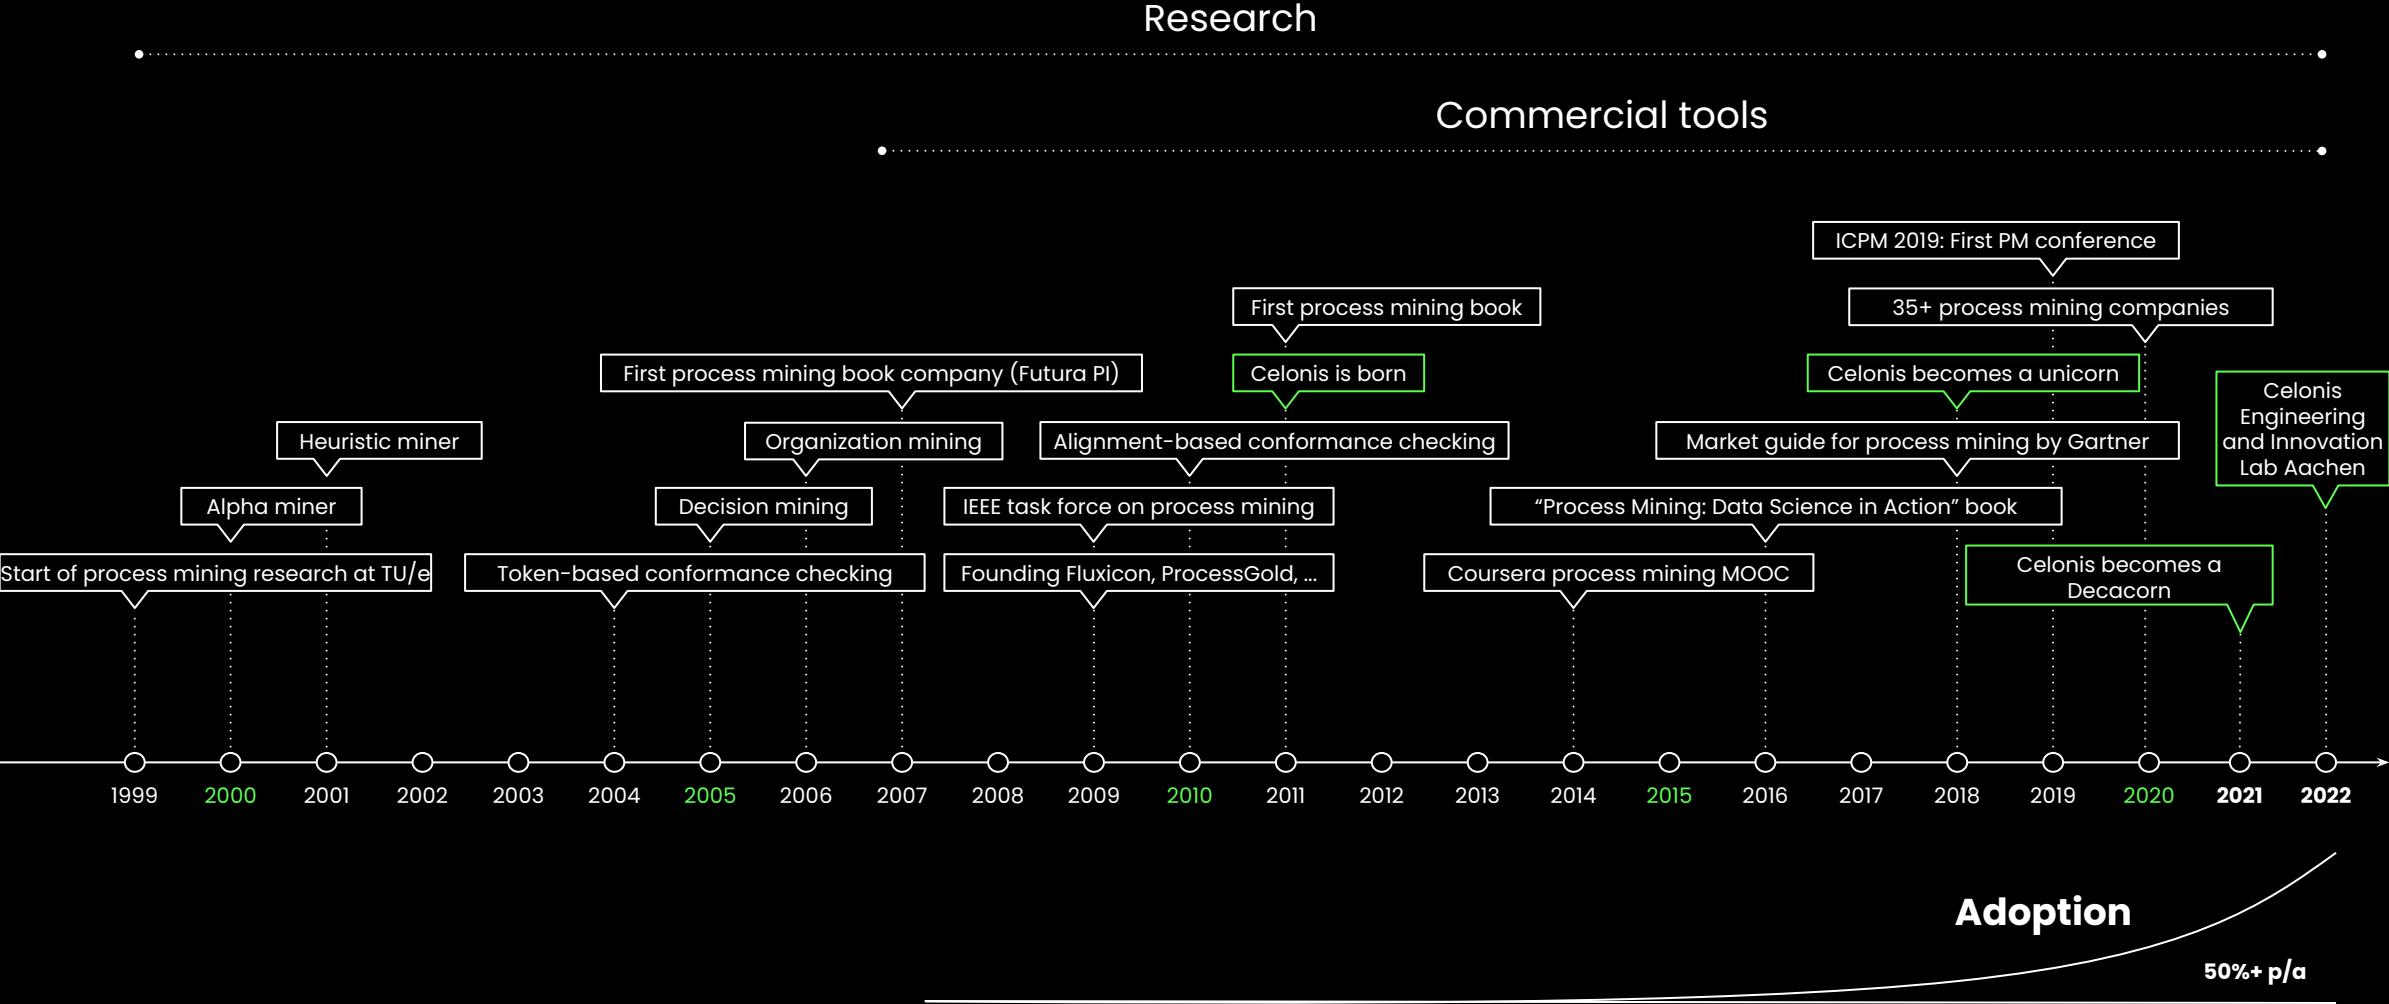 Research
Commercial tools
ICPM 2019: First PM conference
First process mining book
35+ process mining companies
First process mining book company (Futura PI)
Celonis is born
Celonis becomes a unicorn
Celonis
Engineering
and Innovation
Lab Aachen
Heuristic miner
Organization mining
Alignment-based conformance checking
Market guide for process mining by Gartner
Alpha miner
Decision mining
IEEE task force on process mining
“Process Mining: Data Science in Action” book
Start of process mining research at TU/e
Token-based conformance checking
Founding Fluxicon, ProcessGold, ...
Coursera process mining MOOC
Celonis becomes a
Decacorn
1999 2000 2001 2002 2003 2004 2005 2006 2007 2008 2009 2010 2011 2012 2013 2014 2015 2016 2017 2018 2019 2020 2021 2022
Adoption
50%+ p/a